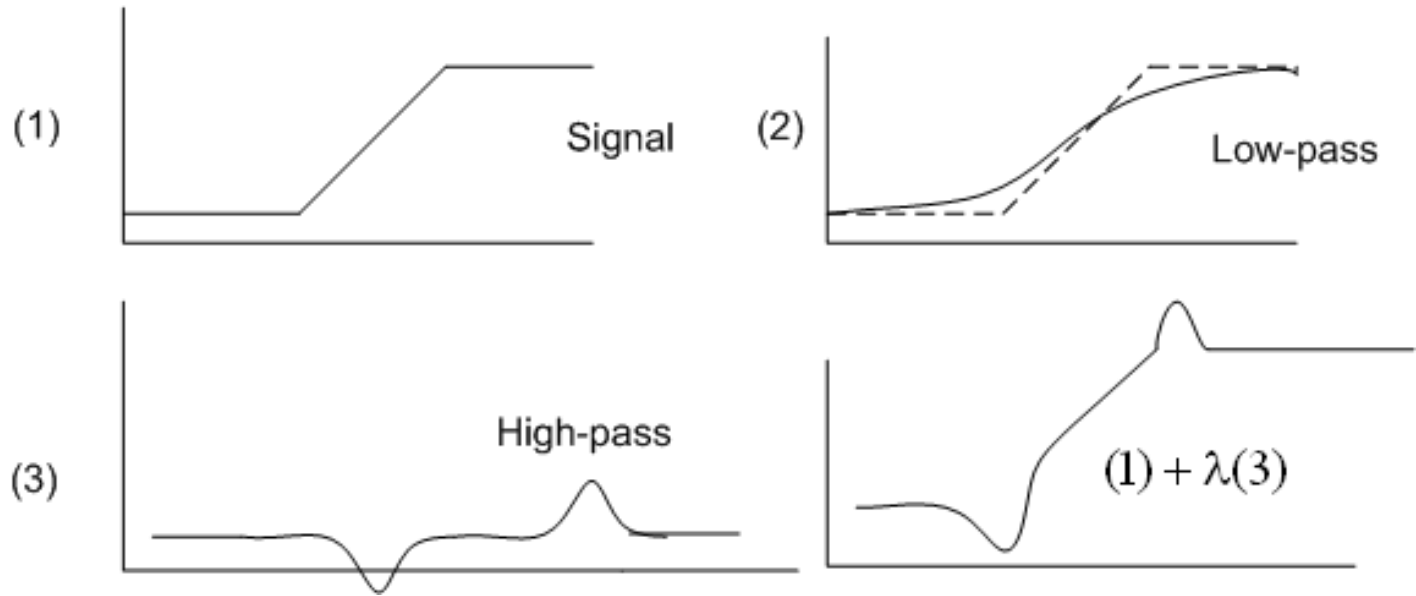 (1)
Signal
(2)
Low-pass
(3)
High-pass
(1) + λ(3)